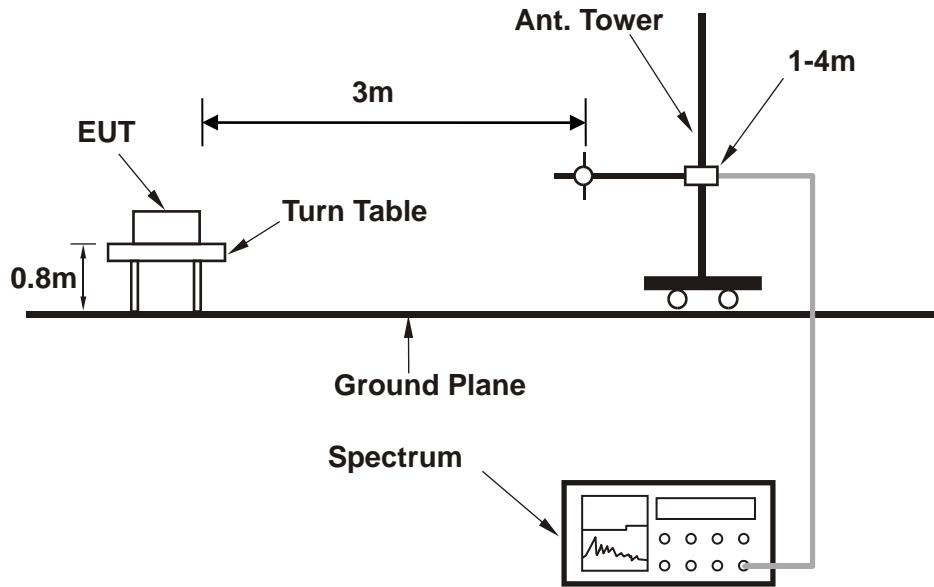 Ant. Tower
1-4m
3m
EUT
Turn Table
0.8m
Ground Plane
Spectrum